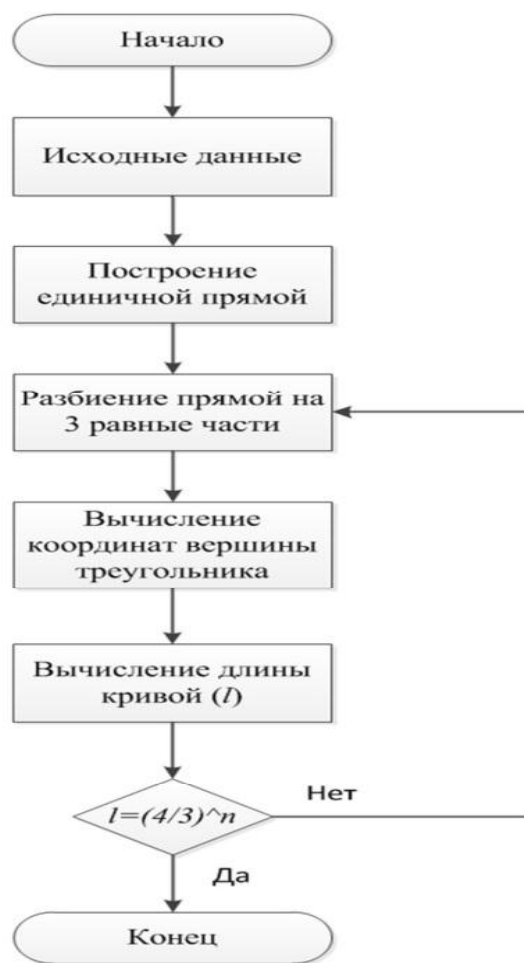 Начало
Исходные данные
Построение
единичной прямой
Разбиение прямой на
3 равные части
Вычисление
координат вершины
треугольника
Вычисление длины
кривой (l)
l=(4/3)^n
Нет
Да
Конец